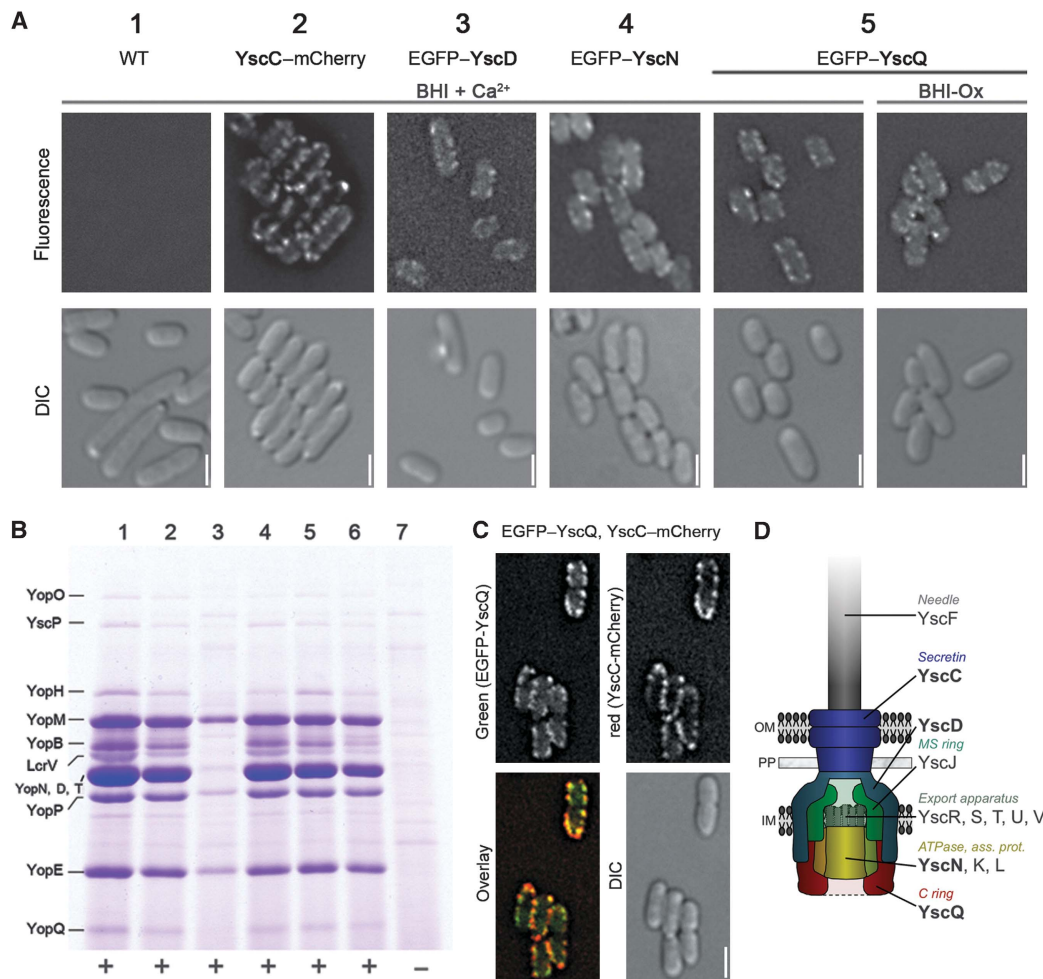 A
1 2 3 4 5
WT YscC–mCherry EGFP–YscD EGFP–YscN EGFP–YscQ
BHI + Ca²⁺ BHI-Ox
Fluorescence
DIC
B
1 2 3 4 5 6 7
YopO
YscP
YopH
YopM
YopB
LcrV
YopN, D, T
YopP
YopE
YopQ
+ + + + + + –
C
EGFP–YscQ, YscC–mCherry
Green (EGFP-YscQ)
red (YscC-mCherry)
Overlay
DIC
D
Needle
YscF
Secretin
YscC
OM
YscD
MS ring
YscJ
PP
Export apparatus
YscR, S, T, U, V
IM
ATPase, ass. prot.
YscN, K, L
C ring
YscQ